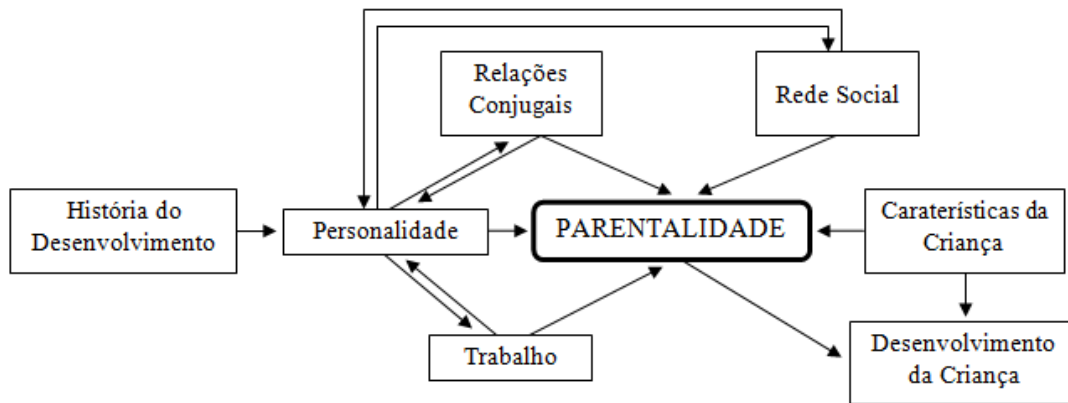 Relações
Conjugais
Rede Social
História do
Desenvolvimento
Personalidade
PARENTALIDADE
Caraterísticas da
Criança
Trabalho
Desenvolvimento
da Criança